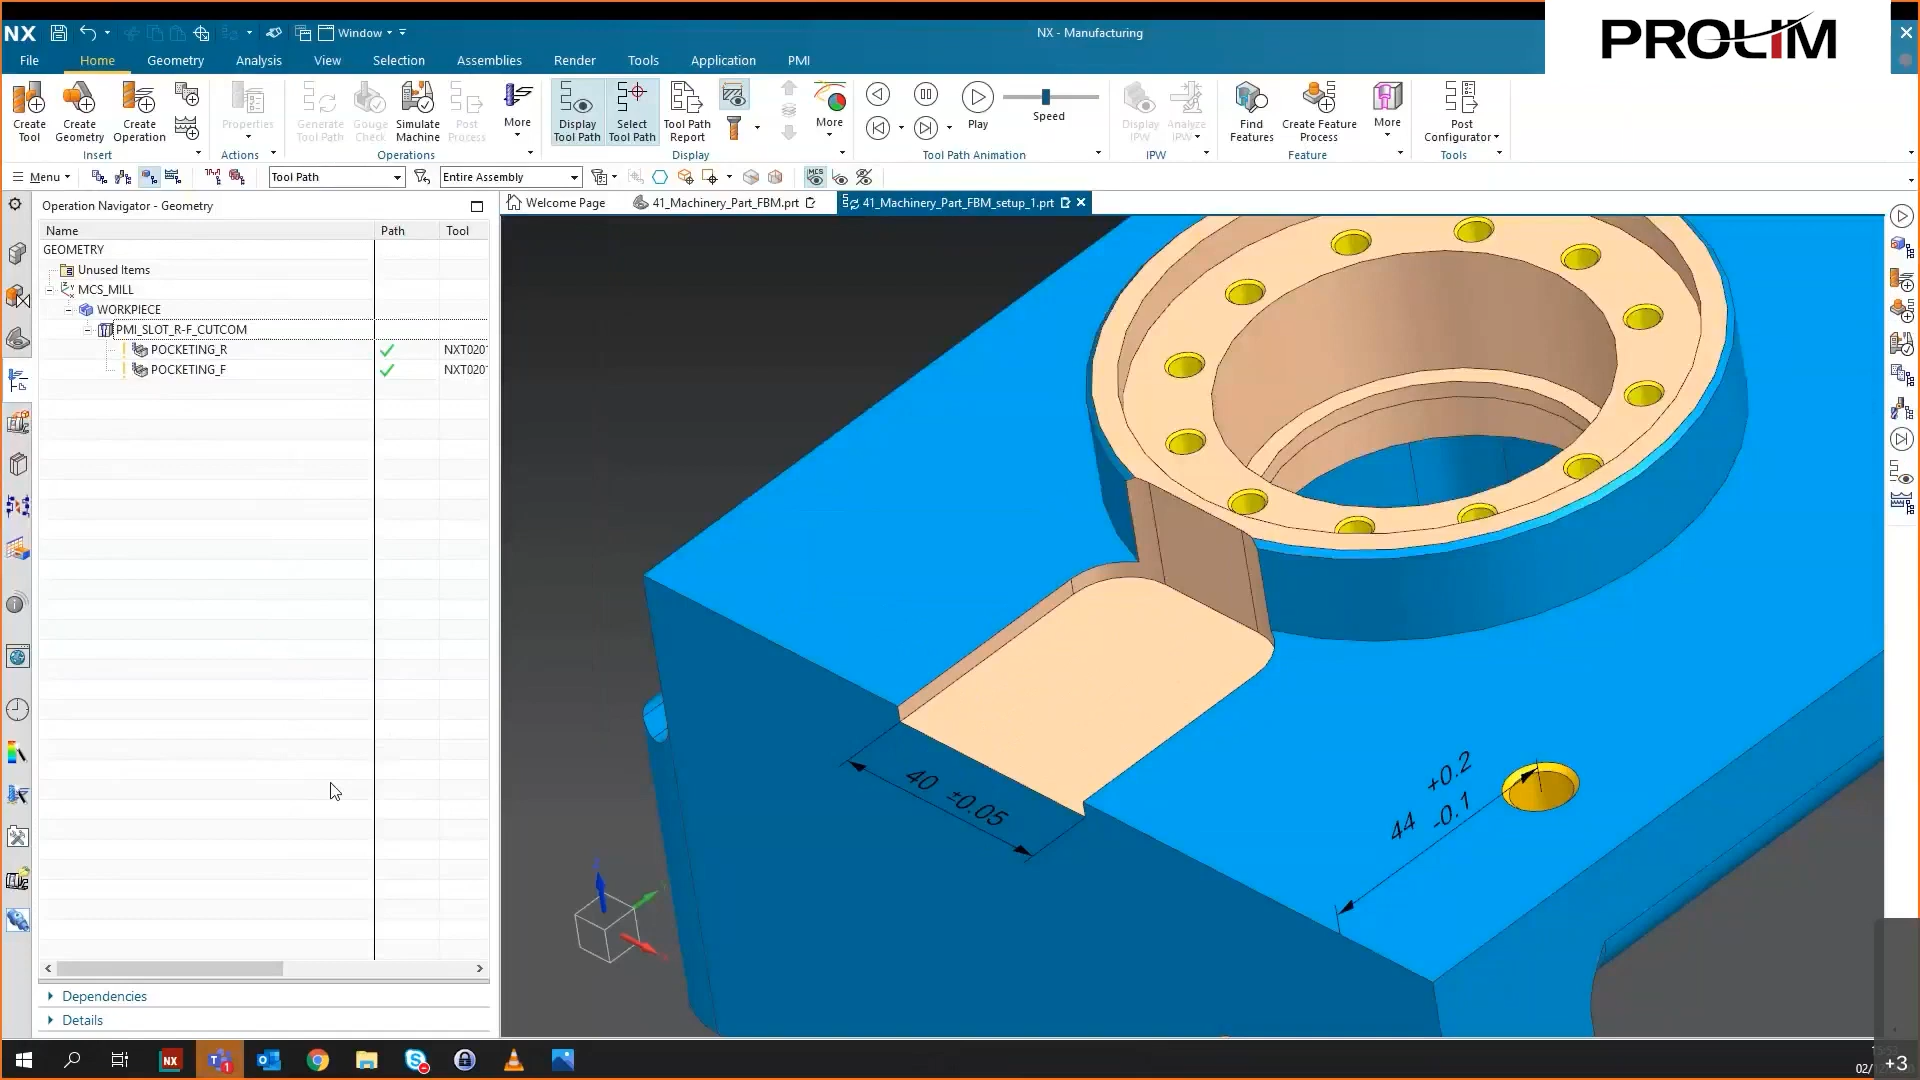 NX Window NX - Manufacturing PROLIM
File Home Geometry Analysis View Selection Assemblies Render Tools Application PMI
Create Tool Create Geometry Create Operation Properties Generate Tool Path Gouge Check Simulate Machine Post Process More Display Tool Path Select Tool Path Tool Path Report More Play Speed Display IPW Analyze IPW Find Features Create Feature Process More Post Configurator
Insert Actions Operations Display Tool Path Animation IPW Feature Tools
Menu Tool Path Entire Assembly MCS
Operation Navigator - Geometry Welcome Page 41_Machinery_Part_FBM.prt 41_Machinery_Part_FBM_setup_1.prt
Name Path Tool
GEOMETRY
Unused Items
MCS_MILL
WORKPIECE
PMI_SLOT_R-F_CUTCOM
POCKETING_R NXT020
POCKETING_F NXT020
40 ±0.05
44 +0.2 -0.1
Dependencies
Details
NX T 1 02/ +3